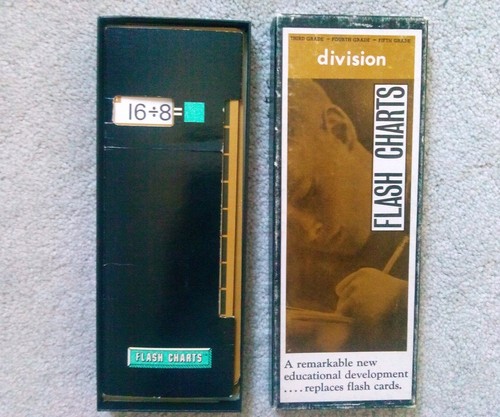 16÷8=
FLASH CHARTS
THIRD GRADE – FOURTH GRADE – FIFTH GRADE
division
FLASH CHARTS
A remarkable new
educational development
....replaces flash cards.